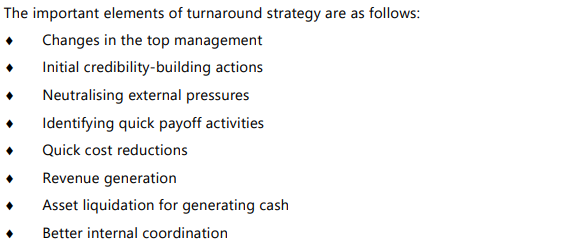 The important elements of turnaround strategy are as follows:
♦ Changes in the top management
♦ Initial credibility-building actions
♦ Neutralising external pressures
♦ Identifying quick payoff activities
♦ Quick cost reductions
♦ Revenue generation
♦ Asset liquidation for generating cash
♦ Better internal coordination